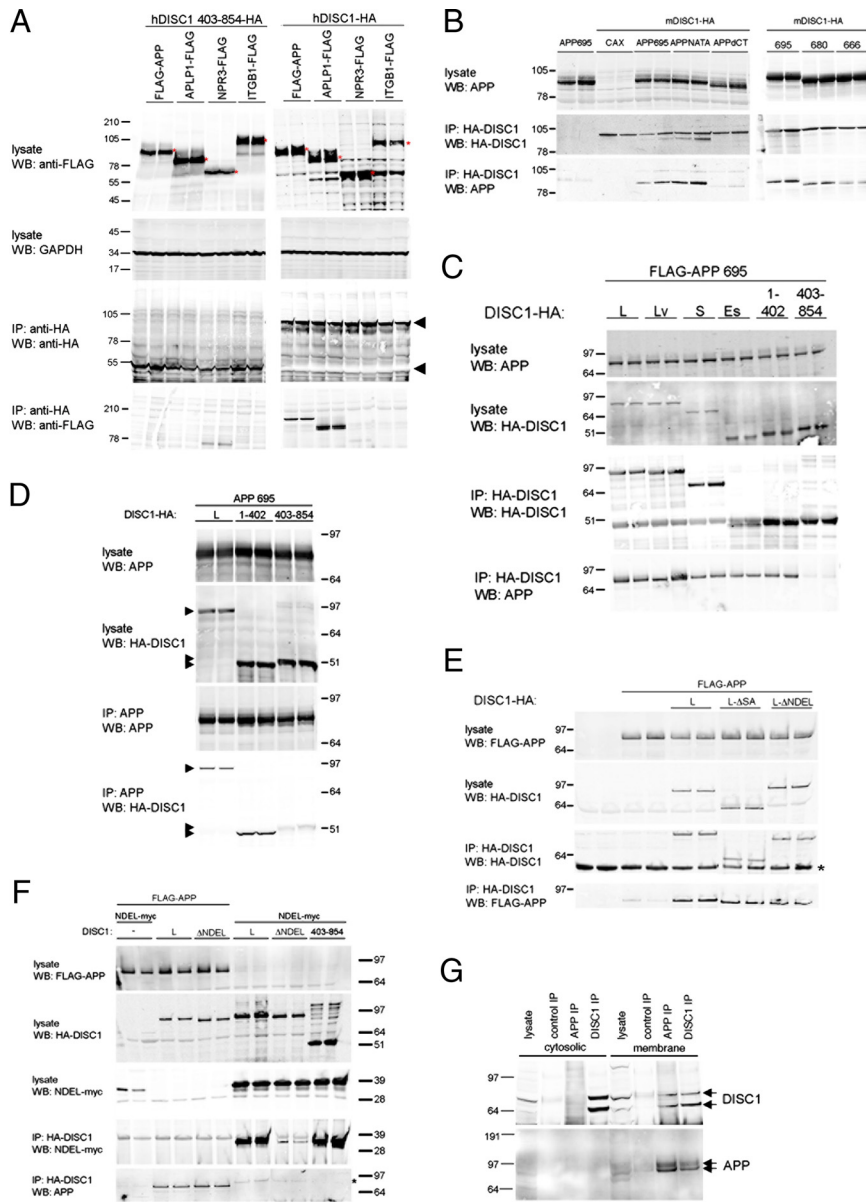 A
hDISC1 403-854-HA
hDISC1-HA
FLAG-APP
APLP1-FLAG
NPR3-FLAG
ITGB1-FLAG
FLAG-APP
APLP1-FLAG
NPR3-FLAG
ITGB1-FLAG
lysate
WB: anti-FLAG
210
105
78
55
45
lysate
WB: GAPDH
45
34
17
IP: anti-HA
WB: anti-HA
105
78
55
IP: anti-HA
WB: anti-FLAG
210
78
B
mDISC1-HA
mDISC1-HA
APP695
CAX
APP695
APPNATA
APPdCT
695
680
666
lysate
WB: APP
105
78
IP: HA-DISC1
WB: HA-DISC1
105
78
IP: HA-DISC1
WB: APP
105
78
C
FLAG-APP 695
DISC1-HA:
L
Lv
S
Es
1-402
403-854
lysate
WB: APP
97
64
lysate
WB: HA-DISC1
97
64
51
IP: HA-DISC1
WB: HA-DISC1
97
64
51
IP: HA-DISC1
WB: APP
97
64
D
APP 695
DISC1-HA:
L
1-402
403-854
lysate
WB: APP
97
64
lysate
WB: HA-DISC1
97
64
51
IP: APP
WB: APP
97
64
IP: APP
WB: HA-DISC1
97
64
51
E
FLAG-APP
DISC1-HA:
L
L-ΔSA
L-ΔNDEL
lysate
WB: FLAG-APP
97
64
lysate
WB: HA-DISC1
97
64
IP: HA-DISC1
WB: HA-DISC1
64
*
IP: HA-DISC1
WB: FLAG-APP
97
F
FLAG-APP
NDEL-myc
NDEL-myc
DISC1:
-
L
ΔNDEL
L
ΔNDEL
403-854
lysate
WB: FLAG-APP
97
64
lysate
WB: HA-DISC1
97
64
51
lysate
WB: NDEL-myc
39
28
IP: HA-DISC1
WB: NDEL-myc
39
28
IP: HA-DISC1
WB: APP
*
97
64
G
lysate
control IP
APP IP
DISC1 IP
lysate
control IP
APP IP
DISC1 IP
cytosolic
membrane
97
64
DISC1
191
97
64
APP